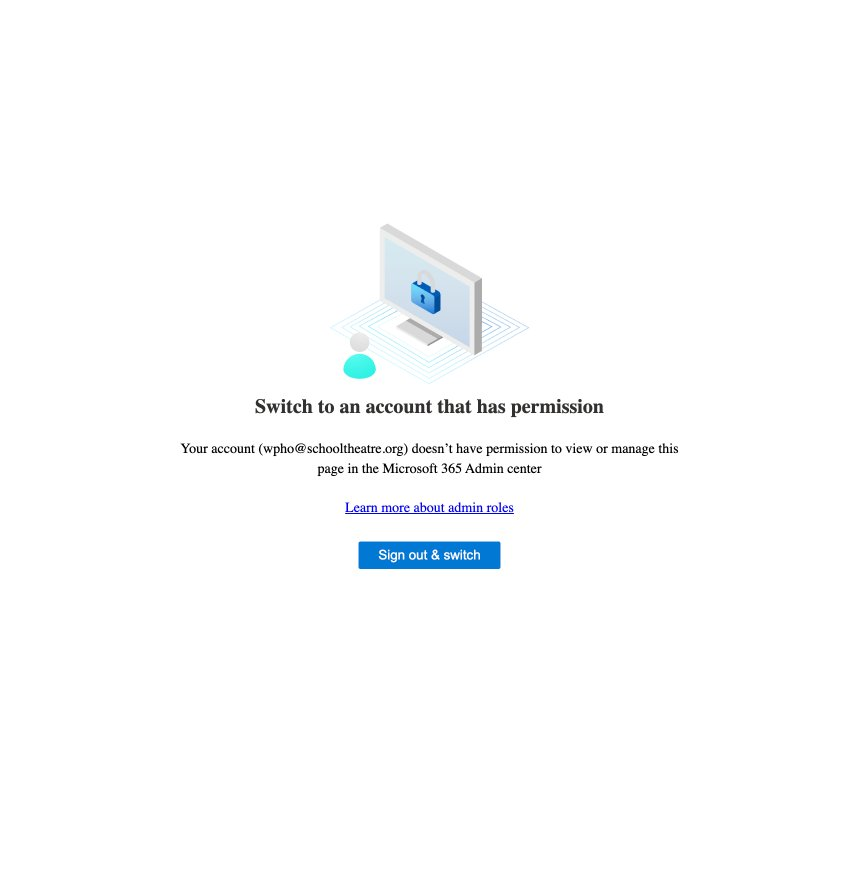 Switch to an account that has permission
Your account (wpho@schooltheatre.org) doesn’t have permission to view or manage this
page in the Microsoft 365 Admin center
Learn more about admin roles
Sign out & switch